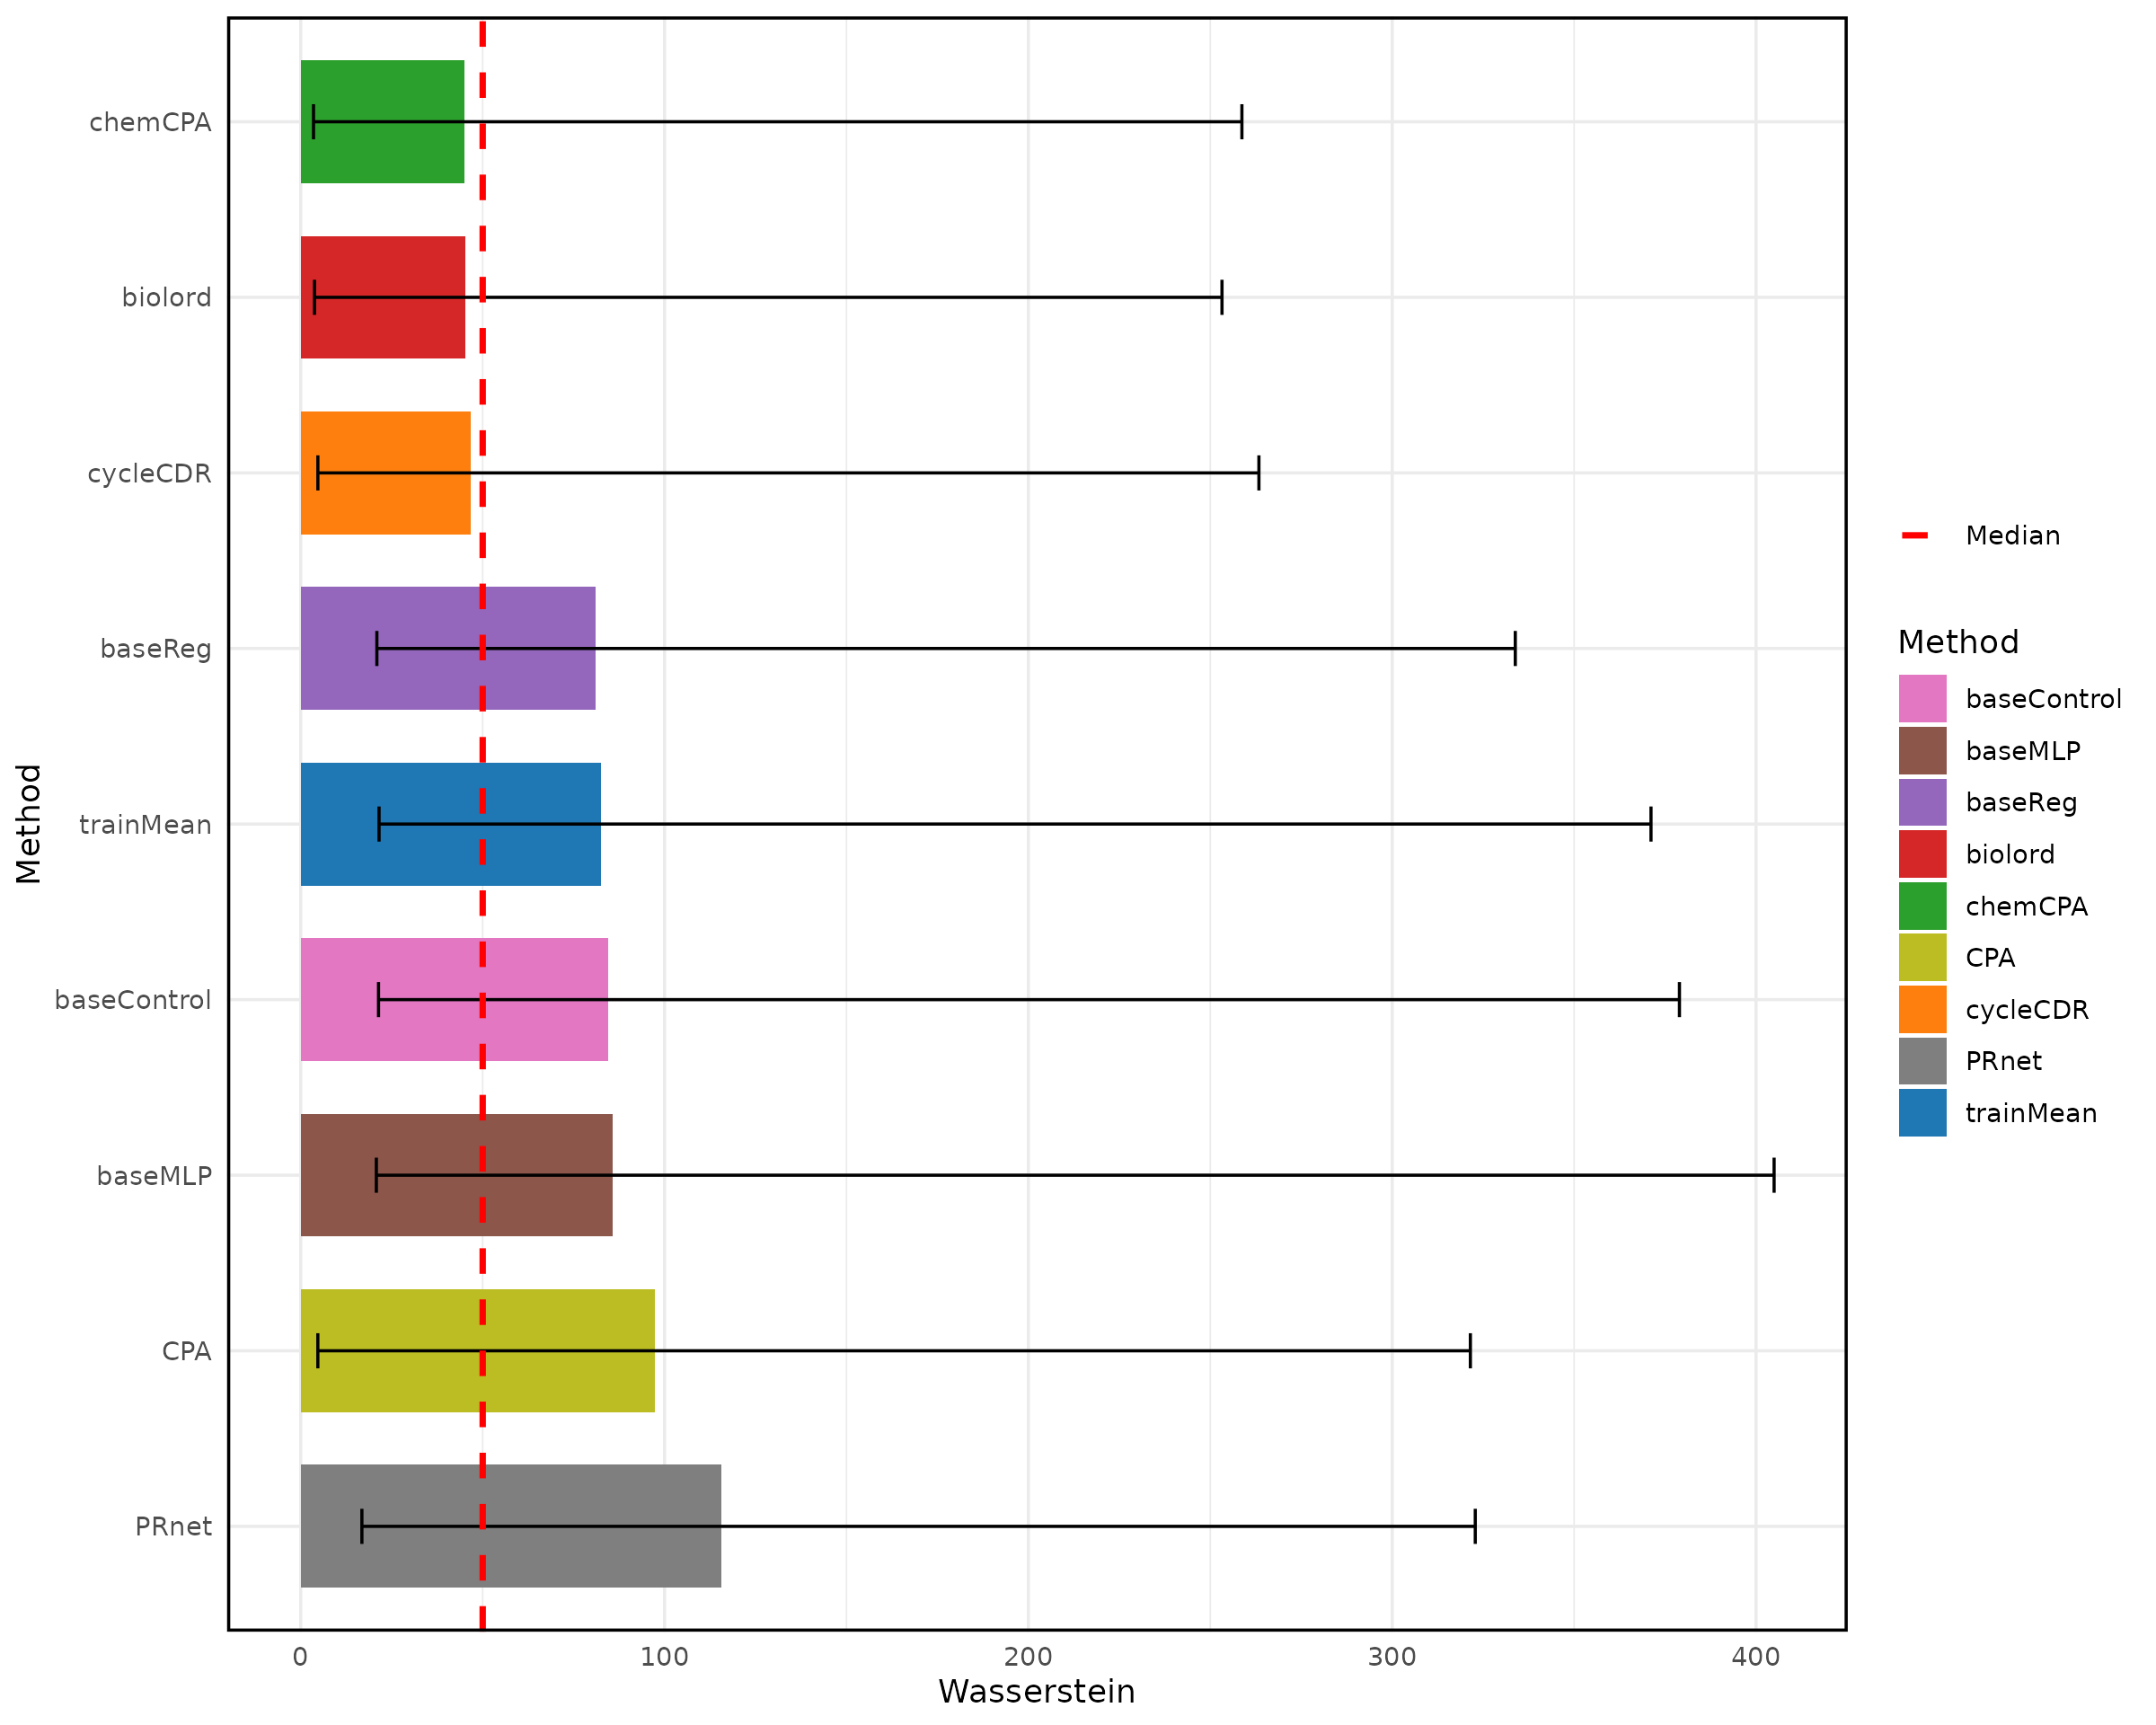 Method
chemCPA
biolord
cycleCDR
baseReg
trainMean
baseControl
baseMLP
CPA
PRnet
0 100 200 300 400
Wasserstein
Median
Method
baseControl
baseMLP
baseReg
biolord
chemCPA
CPA
cycleCDR
PRnet
trainMean